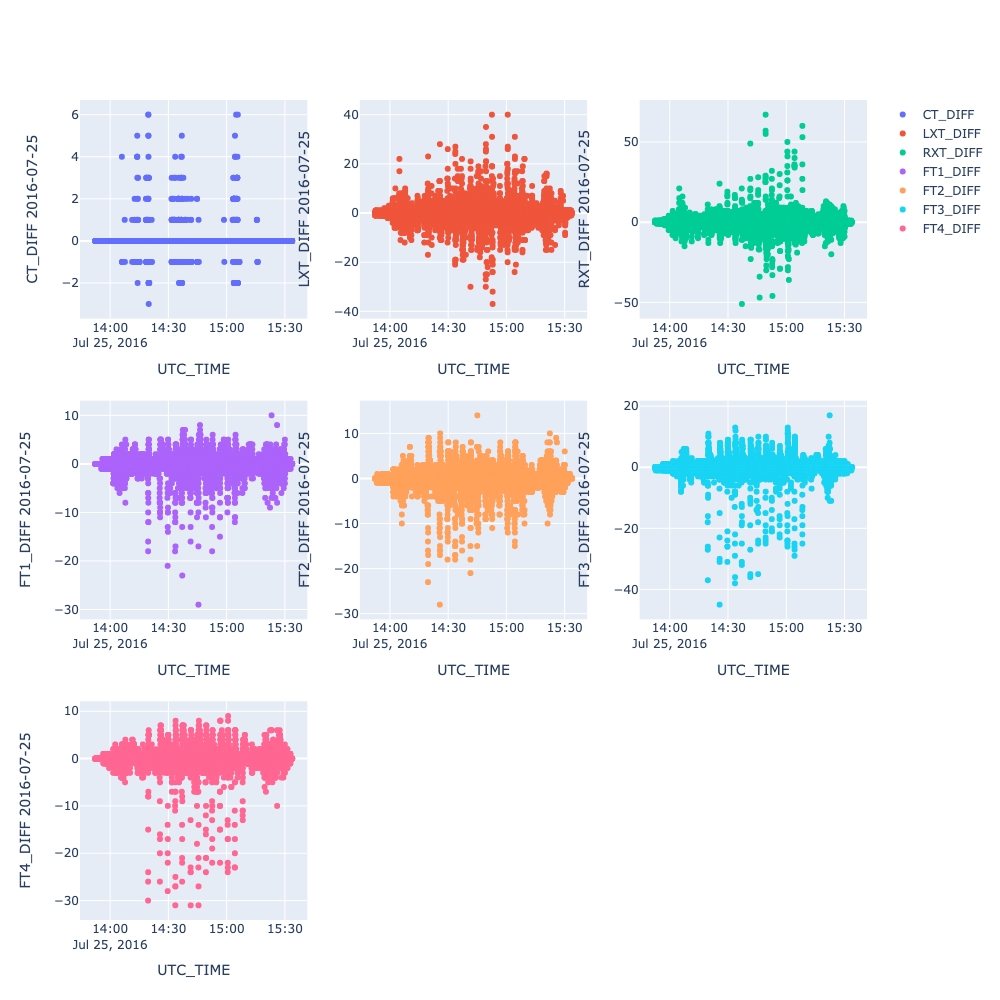 CT_DIFF 2016-07-25
6
4
2
0
−2
14:00 14:30 15:00 15:30
Jul 25, 2016
UTC_TIME
LXT_DIFF 2016-07-25
40
20
0
−20
−40
14:00 14:30 15:00 15:30
Jul 25, 2016
UTC_TIME
RXT_DIFF 2016-07-25
50
0
−50
14:00 14:30 15:00 15:30
Jul 25, 2016
UTC_TIME
CT_DIFF
LXT_DIFF
RXT_DIFF
FT1_DIFF
FT2_DIFF
FT3_DIFF
FT4_DIFF
FT1_DIFF 2016-07-25
10
0
−10
−20
−30
14:00 14:30 15:00 15:30
Jul 25, 2016
UTC_TIME
FT2_DIFF 2016-07-25
10
0
−10
−20
−30
14:00 14:30 15:00 15:30
Jul 25, 2016
UTC_TIME
FT3_DIFF 2016-07-25
20
0
−20
−40
14:00 14:30 15:00 15:30
Jul 25, 2016
UTC_TIME
FT4_DIFF 2016-07-25
10
0
−10
−20
−30
14:00 14:30 15:00 15:30
Jul 25, 2016
UTC_TIME